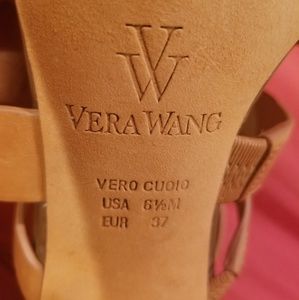 VW
VERA WANG
VERO CUOIO
USA 6½M
EUR 37